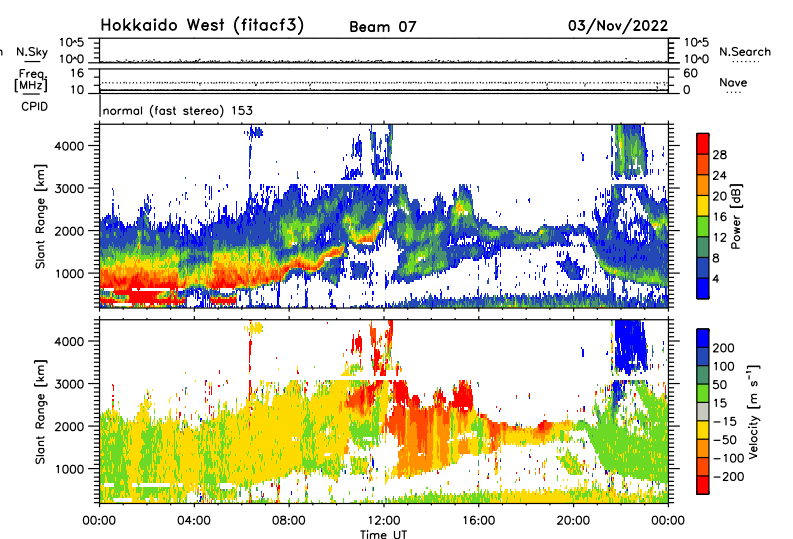 Hokkaido West (fitacf3) Beam 07 03/Nov/2022
n N.Sky 10^5 10^0 10^5 10^0 N.Search
Freq. [MHz] 16 10 60 0 Nave
CPID normal (fast stereo) 153
Slant Range [km] 4000 3000 2000 1000
28 24 20 16 12 8 4 Power [dB]
Slant Range [km] 4000 3000 2000 1000
200 100 50 15 −15 −50 −100 −200 Velocity [m s⁻¹]
00:00 04:00 08:00 12:00 16:00 20:00 00:00
Time UT